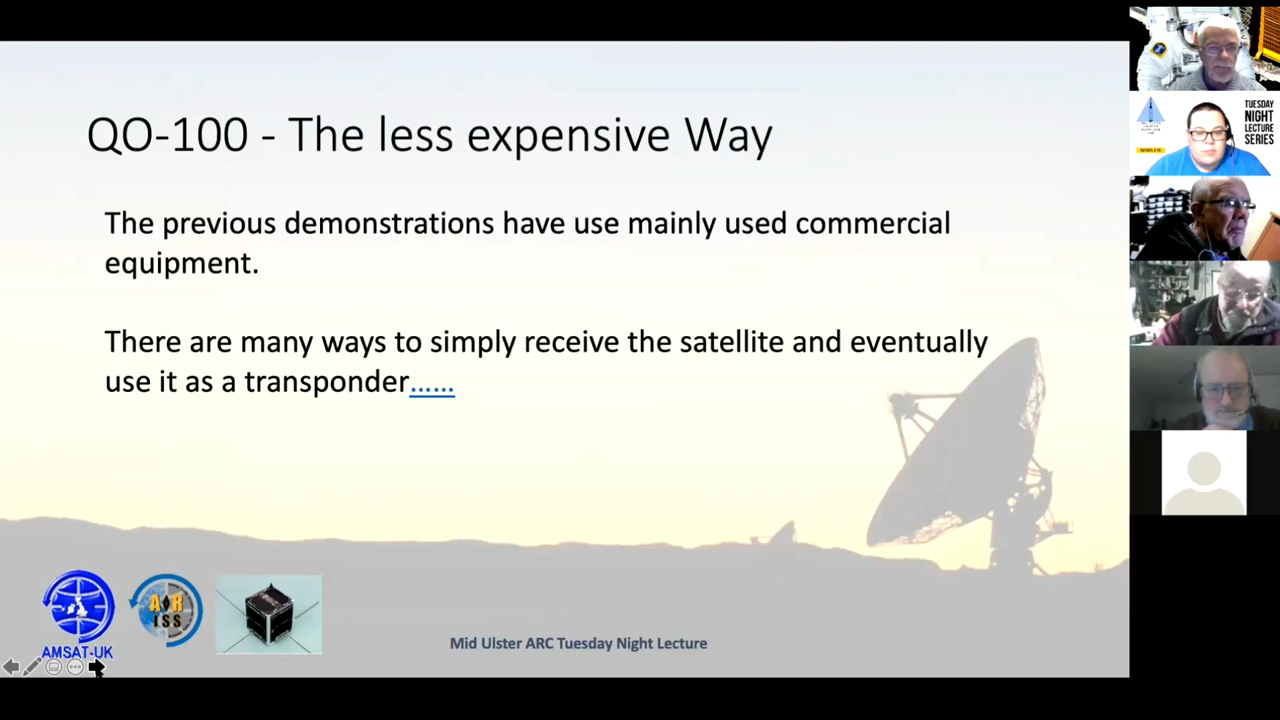 QO-100 - The less expensive Way
The previous demonstrations have use mainly used commercial
equipment.
There are many ways to simply receive the satellite and eventually
use it as a transponder......
AMSAT-UK
ARISS
Mid Ulster ARC Tuesday Night Lecture
TUESDAY
NIGHT
LECTURE
SERIES